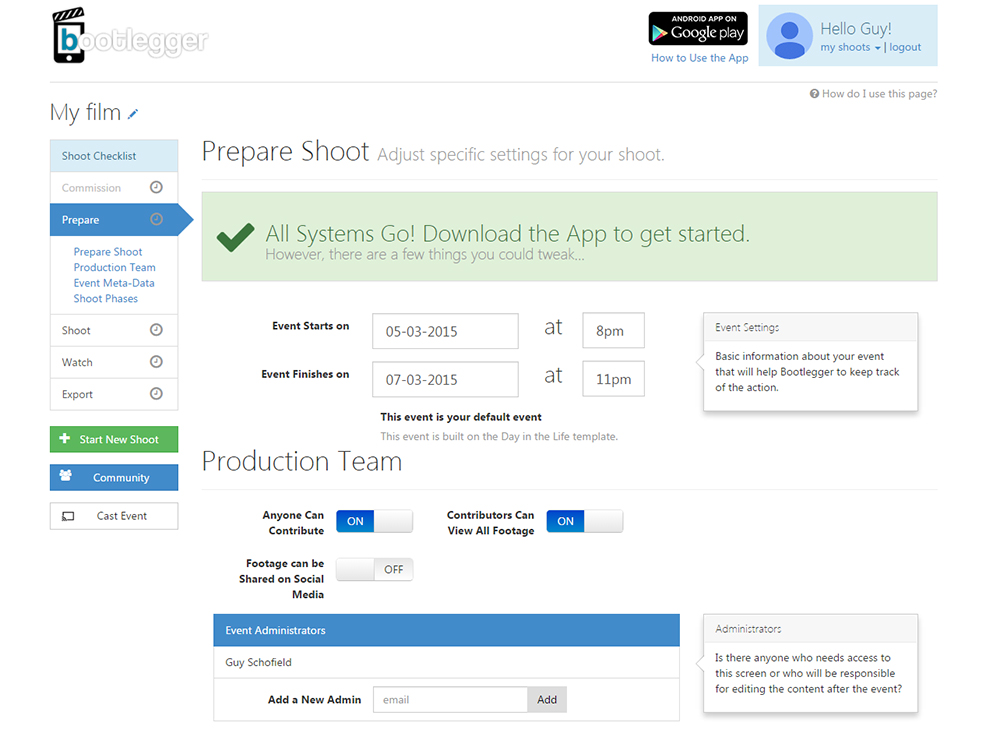 bootlegger
ANDROID APP ON
Google play
How to Use the App
Hello Guy!
my shoots | logout
How do I use this page?
My film
Shoot Checklist
Commission
Prepare
Prepare Shoot
Production Team
Event Meta-Data
Shoot Phases
Shoot
Watch
Export
Start New Shoot
Community
Cast Event
Prepare Shoot Adjust specific settings for your shoot.
All Systems Go! Download the App to get started.
However, there are a few things you could tweak...
Event Starts on 05-03-2015 at 8pm
Event Finishes on 07-03-2015 at 11pm
This event is your default event
This event is built on the Day in the Life template.
Event Settings
Basic information about your event
that will help Bootlegger to keep track
of the action.
Production Team
Anyone Can
Contribute
ON
Contributors Can
View All Footage
ON
Footage can be
Shared on Social
Media
OFF
Event Administrators
Guy Schofield
Add a New Admin email Add
Administrators
Is there anyone who needs access to
this screen or who will be responsible
for editing the content after the event?